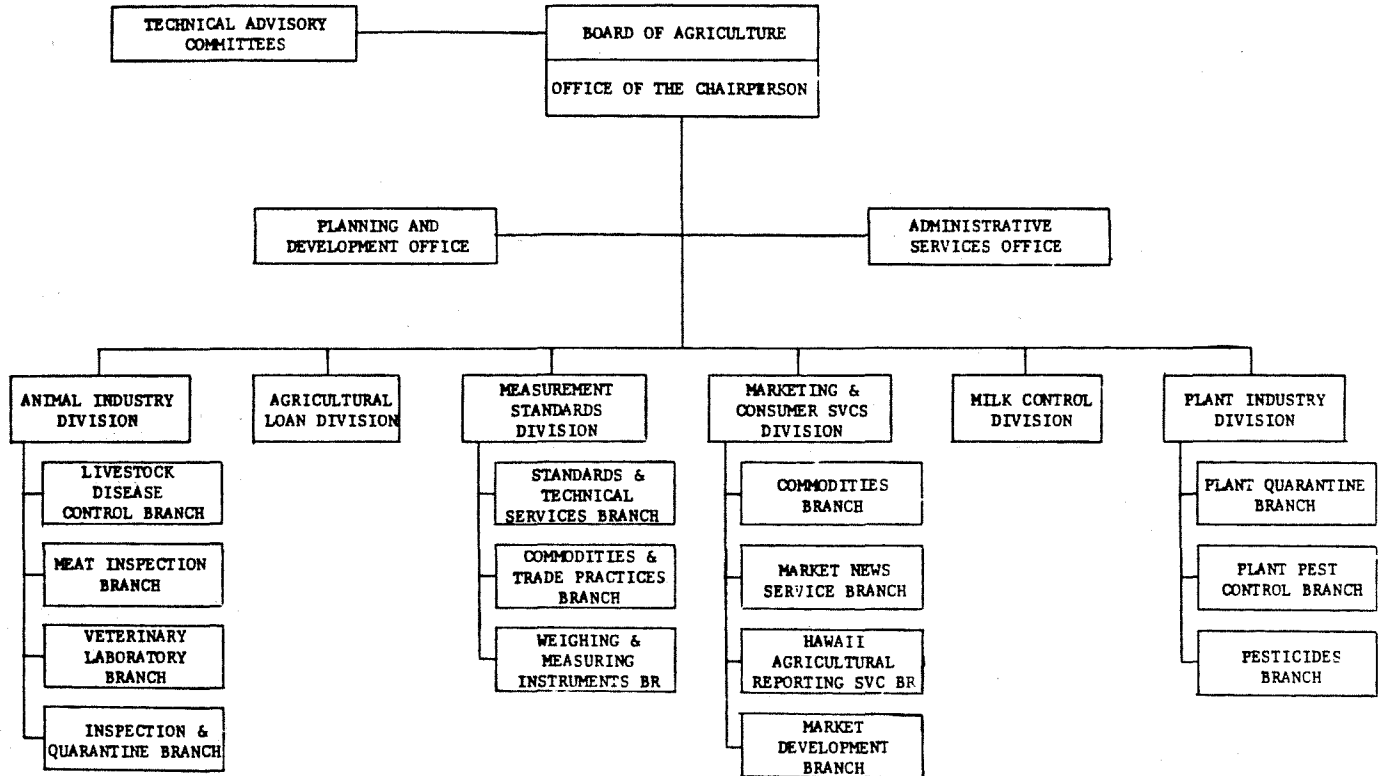 TECHNICAL ADVISORY
COMMITTEES
BOARD OF AGRICULTURE
OFFICE OF THE CHAIRPERSON
PLANNING AND
DEVELOPMENT OFFICE
ADMINISTRATIVE
SERVICES OFFICE
ANIMAL INDUSTRY
DIVISION
LIVESTOCK
DISEASE
CONTROL BRANCH
MEAT INSPECTION
BRANCH
VETERINARY
LABORATORY
BRANCH
INSPECTION &
QUARANTINE BRANCH
AGRICULTURAL
LOAN DIVISION
MEASUREMENT
STANDARDS
DIVISION
STANDARDS &
TECHNICAL
SERVICES BRANCH
COMMODITIES &
TRADE PRACTICES
BRANCH
WEIGHING &
MEASURING
INSTRUMENTS BR
MARKETING &
CONSUMER SVCS
DIVISION
COMMODITIES
BRANCH
MARKET NEWS
SERVICE BRANCH
HAWAII
AGRICULTURAL
REPORTING SVC BR
MARKET
DEVELOPMENT
BRANCH
MILK CONTROL
DIVISION
PLANT INDUSTRY
DIVISION
PLANT QUARANTINE
BRANCH
PLANT PEST
CONTROL BRANCH
PESTICIDES
BRANCH